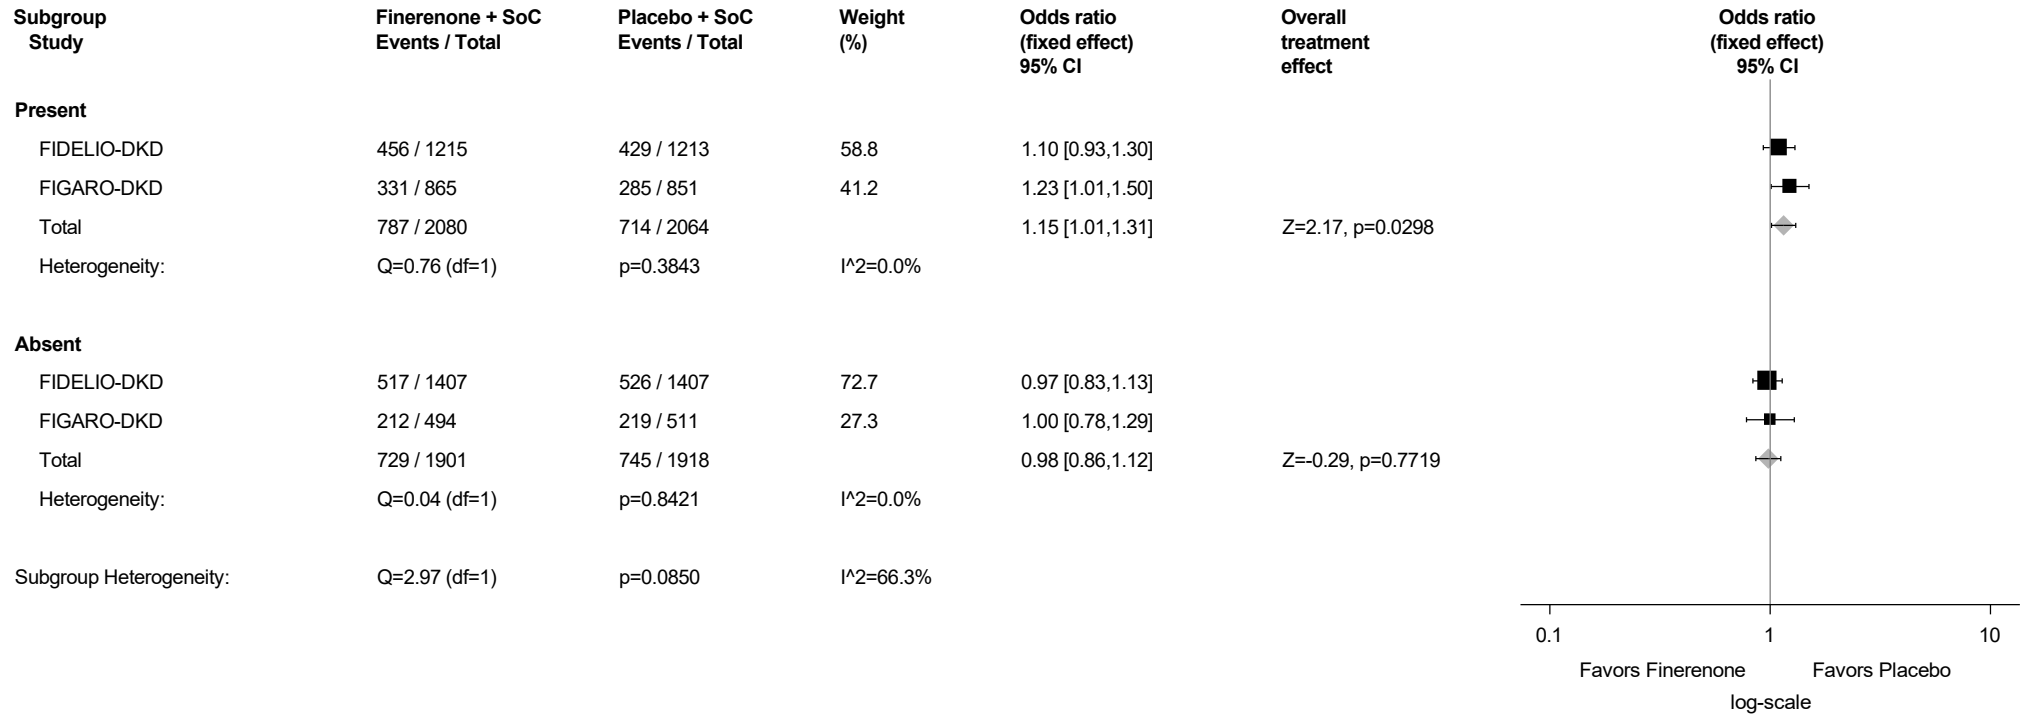 Subgroup Finerenone + SoC Placebo + SoC Weight Odds ratio Overall Odds ratio
Study Events / Total Events / Total (%) (fixed effect) treatment (fixed effect)
95% CI effect 95% CI
Present
FIDELIO-DKD 456 / 1215 429 / 1213 58.8 1.10 [0.93,1.30]
FIGARO-DKD 331 / 865 285 / 851 41.2 1.23 [1.01,1.50]
Total 787 / 2080 714 / 2064 1.15 [1.01,1.31] Z=2.17, p=0.0298
Heterogeneity: Q=0.76 (df=1) p=0.3843 I^2=0.0%
Absent
FIDELIO-DKD 517 / 1407 526 / 1407 72.7 0.97 [0.83,1.13]
FIGARO-DKD 212 / 494 219 / 511 27.3 1.00 [0.78,1.29]
Total 729 / 1901 745 / 1918 0.98 [0.86,1.12] Z=-0.29, p=0.7719
Heterogeneity: Q=0.04 (df=1) p=0.8421 I^2=0.0%
Subgroup Heterogeneity: Q=2.97 (df=1) p=0.0850 I^2=66.3%
0.1 1 10
Favors Finerenone Favors Placebo
log-scale